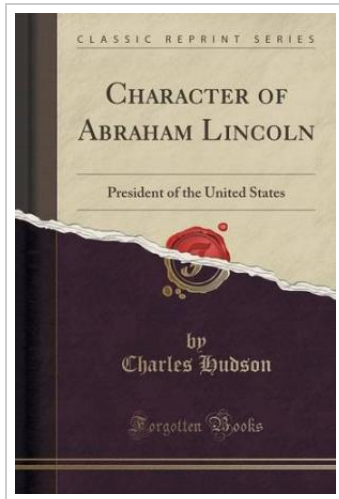 CLASSIC REPRINT SERIES
CHARACTER OF
ABRAHAM LINCOLN
President of the United States
by
Charles Hudson
Forgotten Books